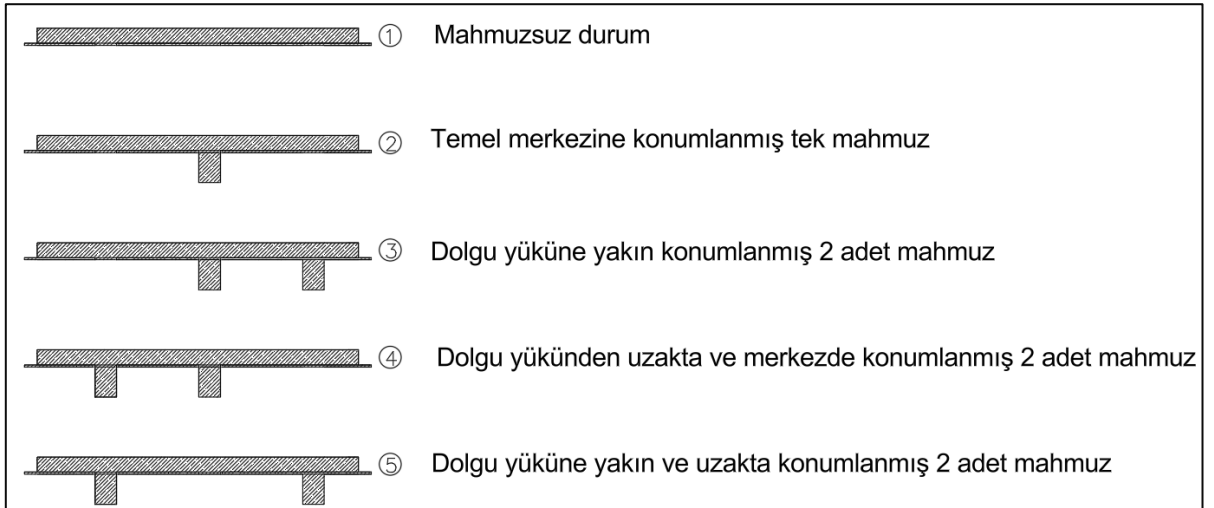 ① Mahmuzsuz durum
② Temel merkezine konumlanmış tek mahmuz
③ Dolgu yüküne yakın konumlanmış 2 adet mahmuz
④ Dolgu yükünden uzakta ve merkezde konumlanmış 2 adet mahmuz
⑤ Dolgu yüküne yakın ve uzakta konumlanmış 2 adet mahmuz